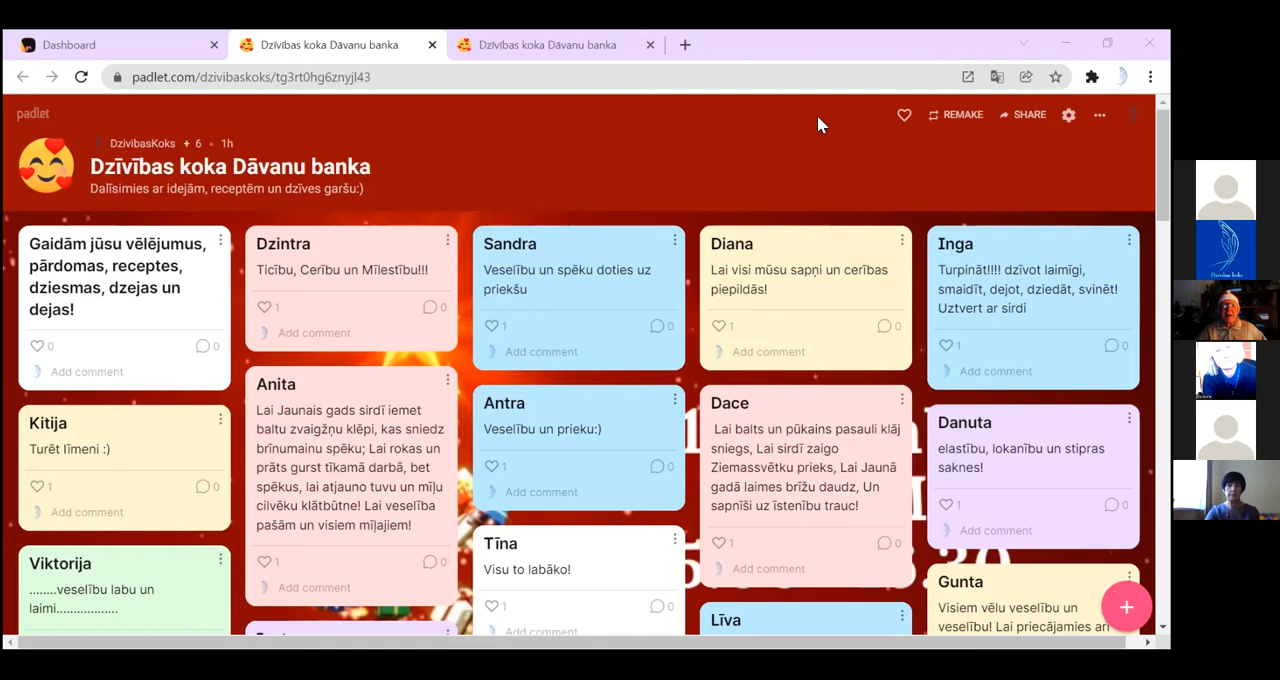 Dashboard
Dzīvības koka Dāvanu banka
Dzīvības koka Dāvanu banka
padlet.com/dzivibaskoks/tg3rt0hg6znyjl43
padlet
REMAKE
SHARE
DzivibasKoks + 6 • 1h
Dzīvības koka Dāvanu banka
Dalīsimies ar idejām, receptēm un dzīves garšu:)
Gaidām jūsu vēlējumus,
pārdomas, receptes,
dziesmas, dzejas un
dejas!
0
0
Add comment
Kitija
Turēt līmeni :)
1
0
Add comment
Viktorija
........veselību labu un
laimi.................
Dzintra
Ticību, Cerību un Mīlestību!!!
1
0
Add comment
Anita
Lai Jaunais gads sirdī iemet
baltu zvaigžņu klēpi, kas sniedz
brīnumainu spēku; Lai rokas un
prāts gurst tīkamā darbā, bet
spēkus, lai atjauno tuvu un mīļu
cilvēku klātbūtne! Lai veselība
pašām un visiem mīļajiem!
1
0
Add comment
Sandra
Veselību un spēku doties uz
priekšu
1
0
Add comment
Antra
Veselību un prieku:)
1
0
Add comment
Tīna
Visu to labāko!
1
0
Add comment
Diana
Lai visi mūsu sapņi un cerības
piepildās!
1
0
Add comment
Dace
Lai balts un pūkains pasauli klāj
sniegs, Lai sirdī zaigo
Ziemassvētku prieks, Lai Jaunā
gadā laimes brīžu daudz, Un
sapnīši uz īstenību trauc!
1
0
Add comment
Līva
Inga
Turpināt!!!! dzīvot laimīgi,
smaidīt, dejot, dziedāt, svinēt!
Uztvert ar sirdi
1
0
Add comment
Danuta
elastību, lokanību un stipras
saknes!
1
0
Add comment
Gunta
Visiem vēlu veselību un
veselību! Lai priecājamies arī
Dzīvības koks